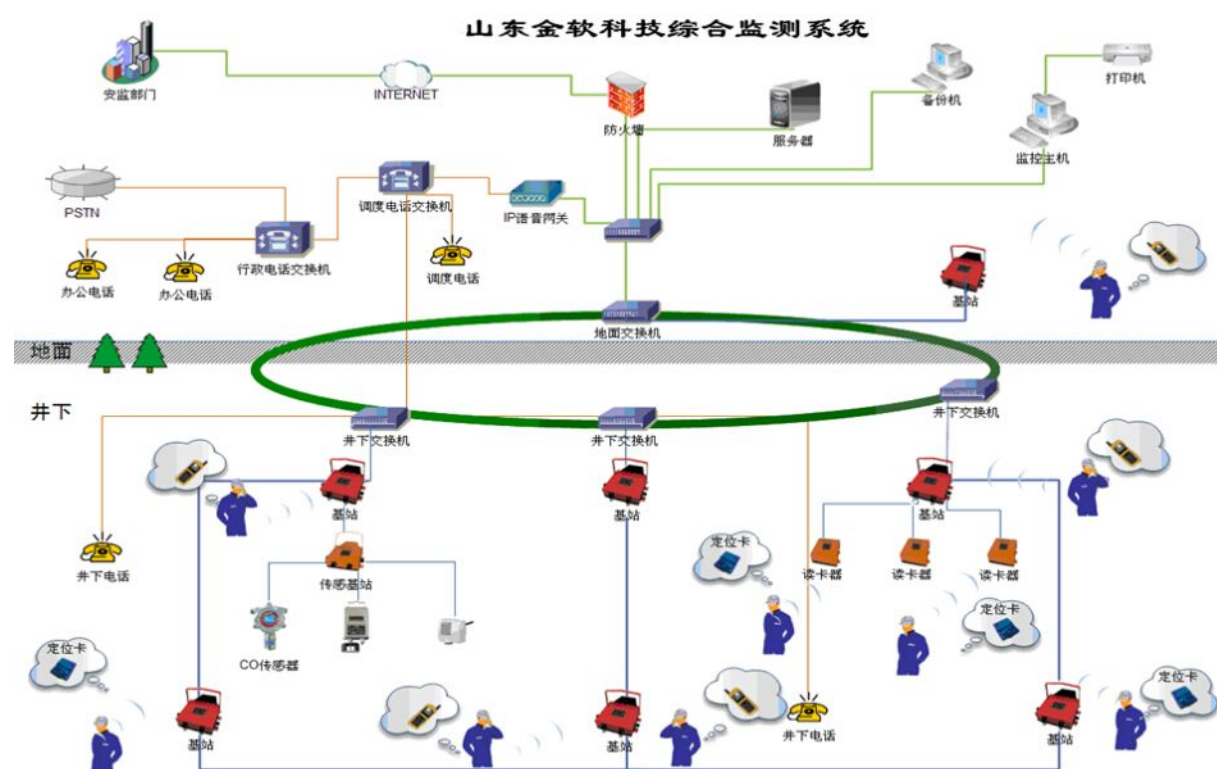 山东金软科技综合监测系统
安监部门
INTERNET
防火墙
服务器
备份机
打印机
监控主机
PSTN
调度电话交换机
IP语音网关
行政电话交换机
调度电话
办公电话
办公电话
基站
地面交换机
地面
井下
井下交换机
井下交换机
井下交换机
基站
基站
基站
井下电话
传感基站
定位卡
读卡器
读卡器
读卡器
CO传感器
定位卡
定位卡
定位卡
基站
基站
井下电话
基站